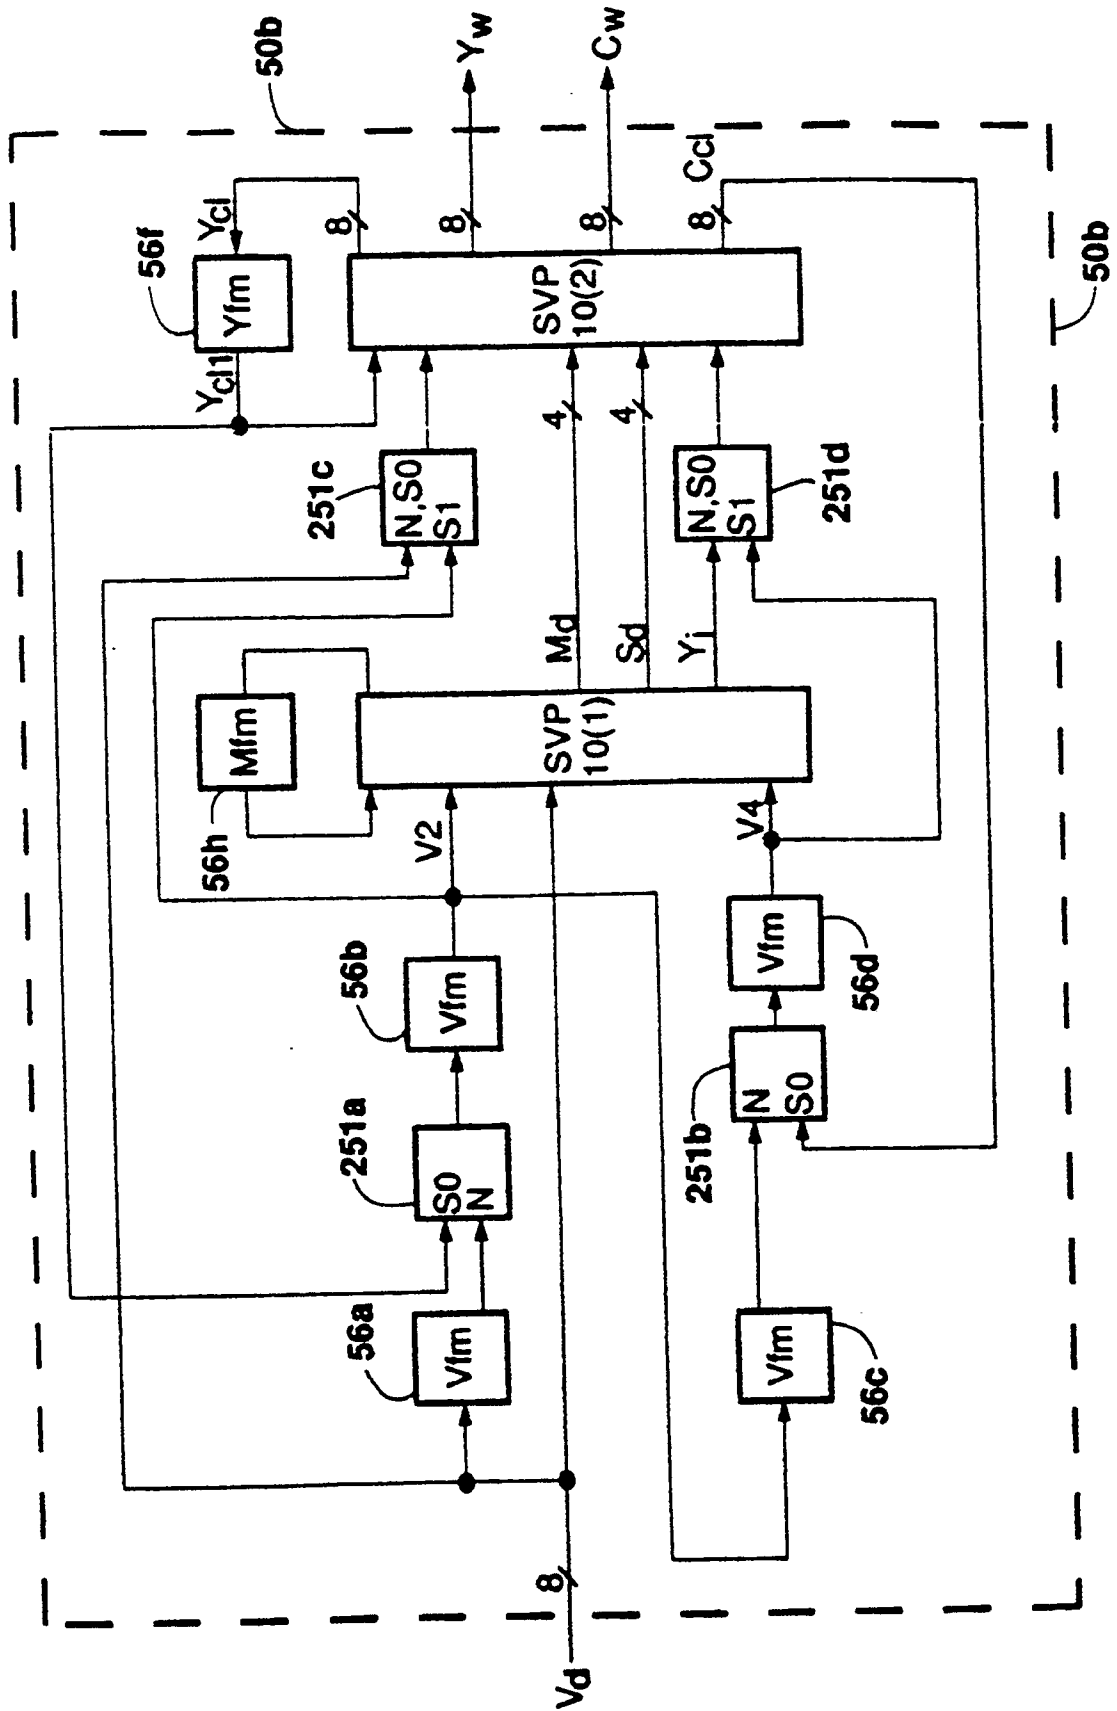 50b
56f
Yfm
Ycl
Ycl1
8
8
Yw
8
Cw
8
Ccl
SVP
10(2)
50b
251c
N,S0
S1
4
4
N,S0
S1
251d
Mfm
56h
Md
Sd
Yi
SVP
10(1)
V2
V4
56b
Vfm
Vfm
56d
251a
S0
N
N
S0
251b
56a
Vfm
Vfm
56c
8
Vd